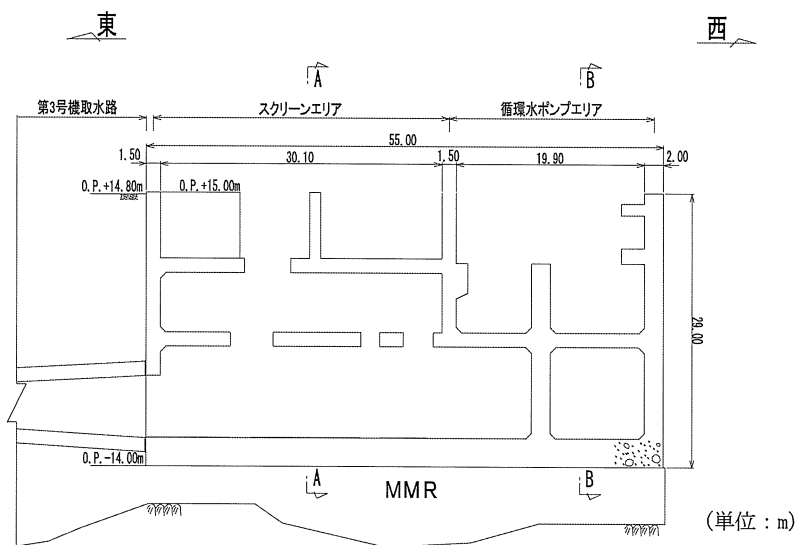 東
西
A
B
第3号機取水路
スクリーンエリア
循環水ポンプエリア
55.00
1.50
30.10
1.50
19.90
2.00
O.P.+14.80m
O.P.+15.00m
29.00
O.P.-14.00m
A
MMR
B
(単位：m)